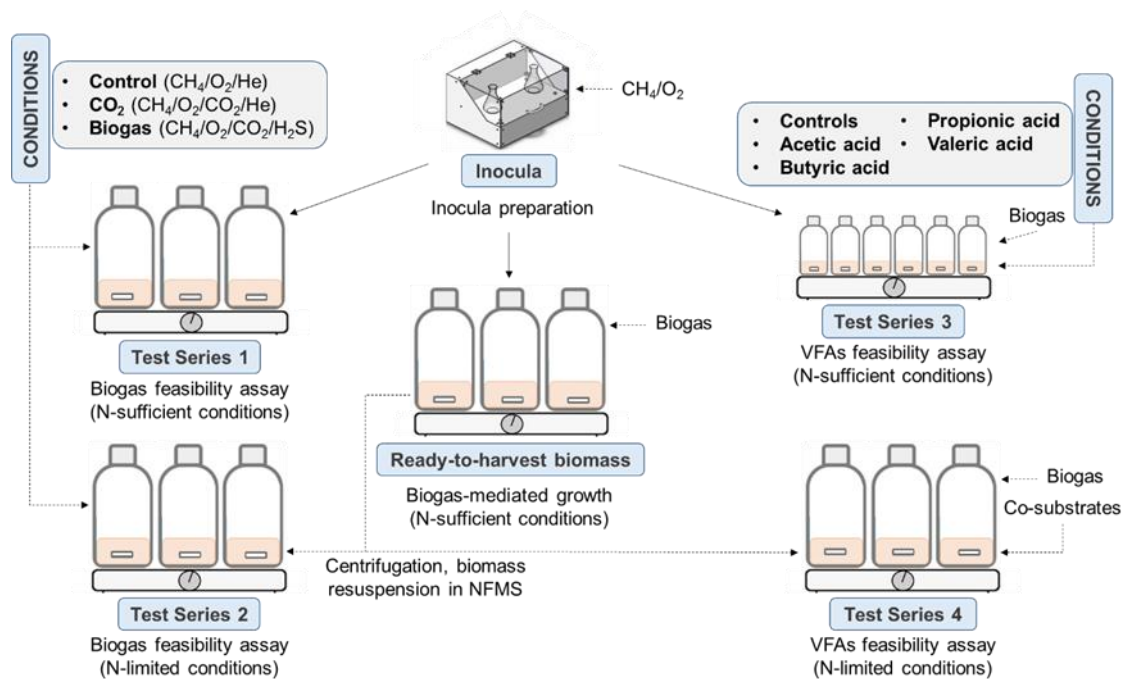 CONDITIONS
• Control (CH₄/O₂/He)
• CO₂ (CH₄/O₂/CO₂/He)
• Biogas (CH₄/O₂/CO₂/H₂S)
CH₄/O₂
Inocula
Inocula preparation
• Controls
• Acetic acid
• Butyric acid
• Propionic acid
• Valeric acid
CONDITIONS
Biogas
Test Series 1
Biogas feasibility assay
(N-sufficient conditions)
Biogas
Ready-to-harvest biomass
Biogas-mediated growth
(N-sufficient conditions)
Test Series 3
VFAs feasibility assay
(N-sufficient conditions)
Centrifugation, biomass
resuspension in NFMS
Test Series 2
Biogas feasibility assay
(N-limited conditions)
Biogas
Co-substrates
Test Series 4
VFAs feasibility assay
(N-limited conditions)